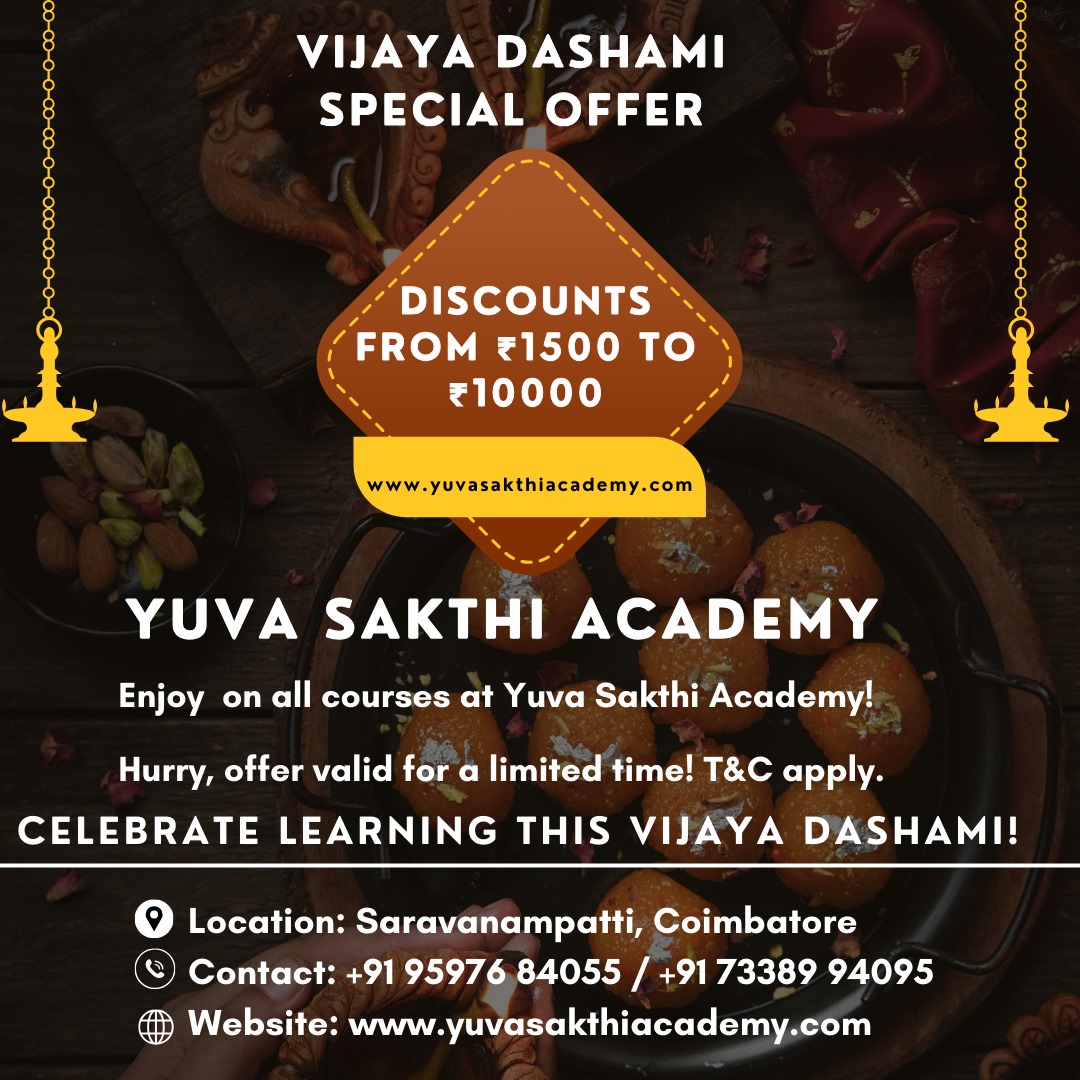 VIJAYA DASHAMI
SPECIAL OFFER
DISCOUNTS
FROM ₹1500 TO
₹10000
www.yuvasakthiacademy.com
YUVA SAKTHI ACADEMY
Enjoy  on all courses at Yuva Sakthi Academy!
Hurry, offer valid for a limited time! T&C apply.
CELEBRATE LEARNING THIS VIJAYA DASHAMI!
Location: Saravanampatti, Coimbatore
Contact: +91 95976 84055 / +91 73389 94095
Website: www.yuvasakthiacademy.com